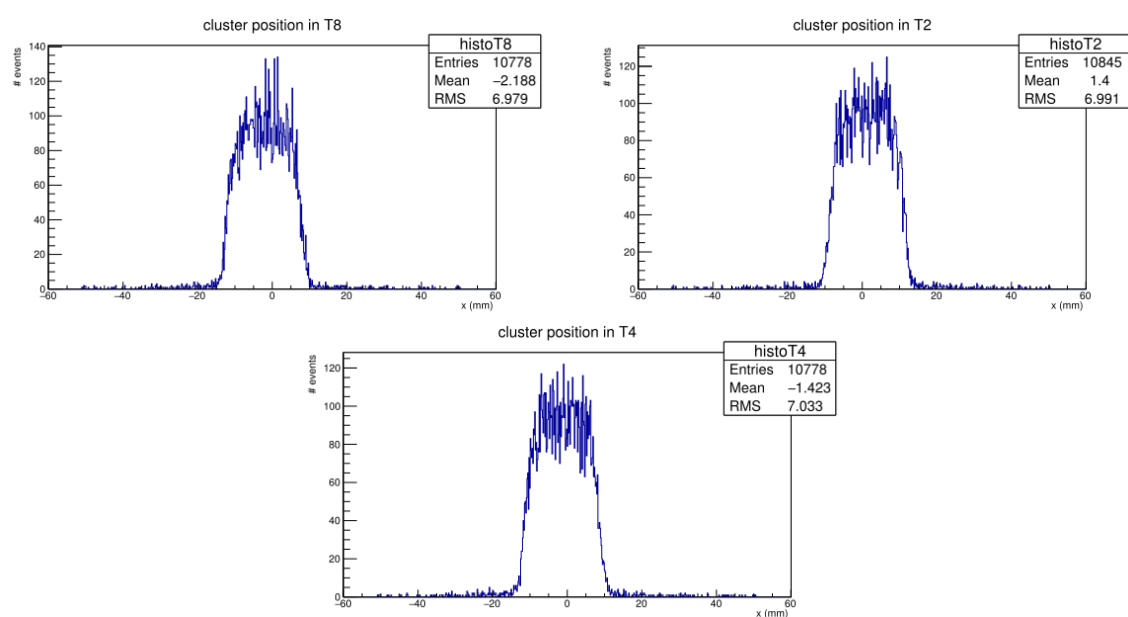 cluster position in T8
# events
140
120
100
80
60
40
20
0
−60 −40 −20 0 20 40 60
x (mm)
histoT8
Entries 10778
Mean −2.188
RMS 6.979
cluster position in T2
# events
120
100
80
60
40
20
0
−60 −40 −20 0 20 40 60
x (mm)
histoT2
Entries 10845
Mean 1.4
RMS 6.991
cluster position in T4
# events
120
100
80
60
40
20
0
−60 −40 −20 0 20 40 60
x (mm)
histoT4
Entries 10778
Mean −1.423
RMS 7.033